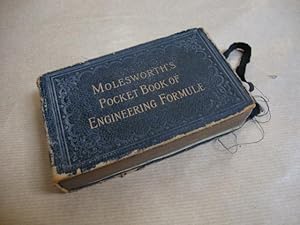 MOLESWORTH'S
POCKET BOOK OF
ENGINEERING FORMULÆ